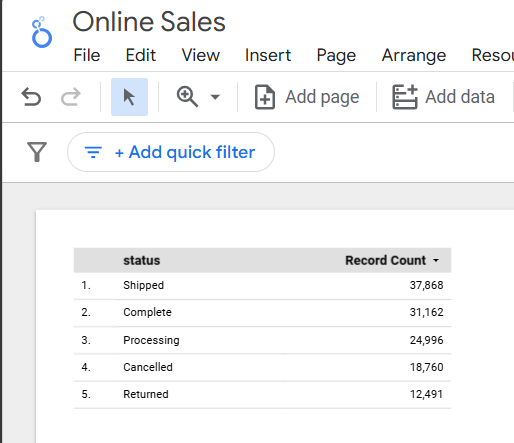 Online Sales
File Edit View Insert Page Arrange
Add page Add data
+ Add quick filter
status Record Count
1. Shipped 37,868
2. Complete 31,162
3. Processing 24,996
4. Cancelled 18,760
5. Returned 12,491